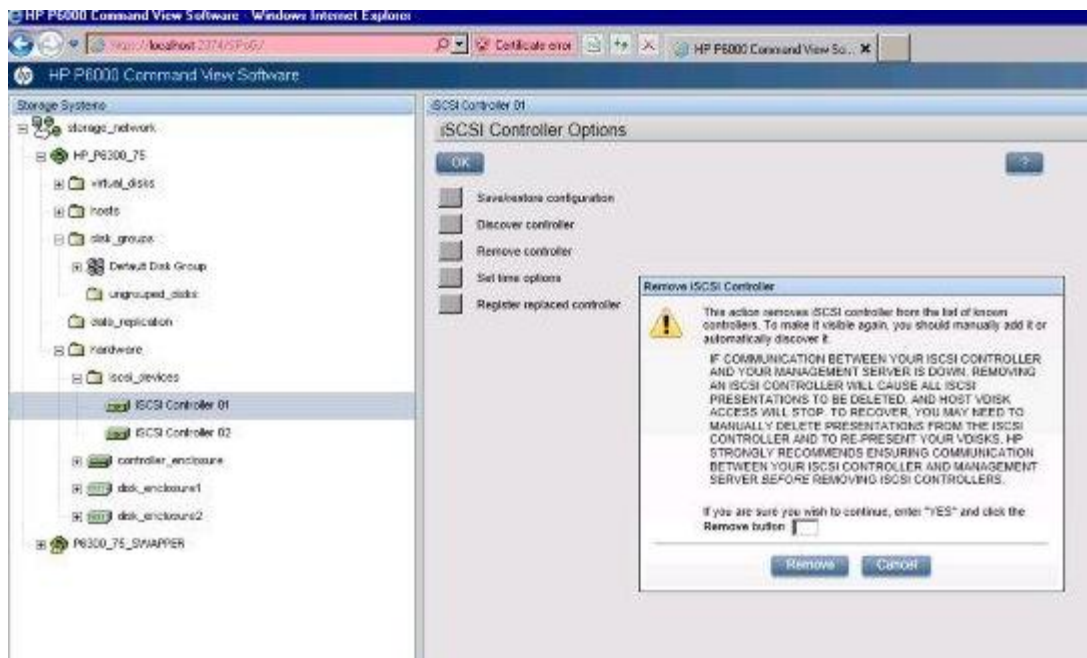 HP P6000 Command View Software - Windows Internet Explorer
Certificate error
HP P6000 Command View So...
HP P6000 Command View Software
Storage Systems
storage_network
HP_P6300_75
virtual_disks
hosts
disk_groups
Default Disk Group
ungrouped_disks
data_replication
hardware
iscsi_devices
iSCSI Controller 01
iSCSI Controller 02
controller_enclosure
disk_enclosure1
disk_enclosure2
P6300_75_SWAPPER
iSCSI Controller 01
iSCSI Controller Options
OK
?
Save/restore configuration
Discover controller
Remove controller
Set time options
Register replaced controller
Remove iSCSI Controller
This action removes iSCSI controller from the list of known
controllers. To make it visible again, you should manually add it or
automatically discover it.
IF COMMUNICATION BETWEEN YOUR ISCSI CONTROLLER
AND YOUR MANAGEMENT SERVER IS DOWN, REMOVING
AN ISCSI CONTROLLER WILL CAUSE ALL ISCSI
PRESENTATIONS TO BE DELETED, AND HOST VDISK
ACCESS WILL STOP. TO RECOVER, YOU MAY NEED TO
MANUALLY DELETE PRESENTATIONS FROM THE ISCSI
CONTROLLER AND TO RE-PRESENT YOUR VDISKS. HP
STRONGLY RECOMMENDS ENSURING COMMUNICATION
BETWEEN YOUR ISCSI CONTROLLER AND MANAGEMENT
SERVER BEFORE REMOVING ISCSI CONTROLLERS.
If you are sure you wish to continue, enter "YES" and click the
Remove button
Remove
Cancel